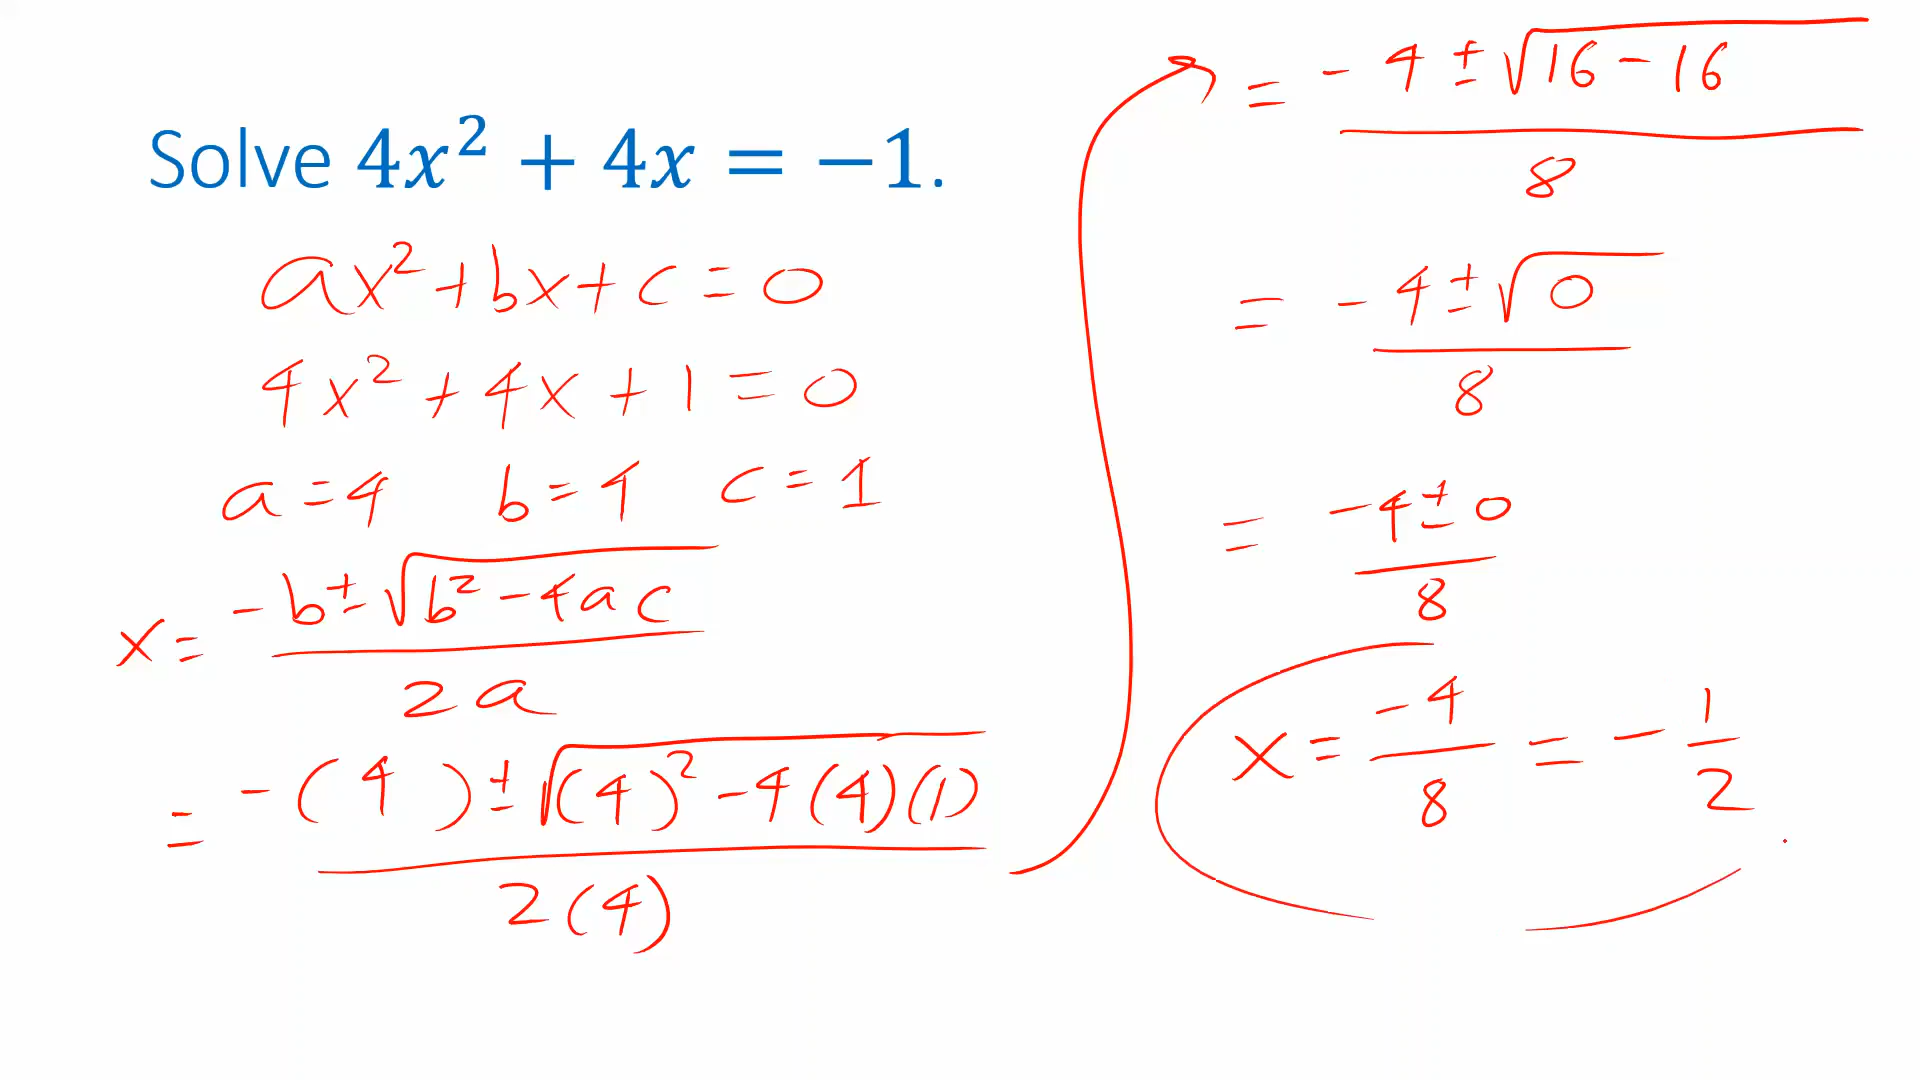 Solve 4x² + 4x = −1.
ax² + bx + c = 0
4x² + 4x + 1 = 0
a = 4 b = 4 c = 1
x = (-b ± √(b² - 4ac)) / (2a)
= (-(4) ± √((4)² - 4(4)(1))) / (2(4))
= (-4 ± √(16 - 16)) / 8
= (-4 ± √0) / 8
= (-4 ± 0) / 8
x = -4/8 = -1/2